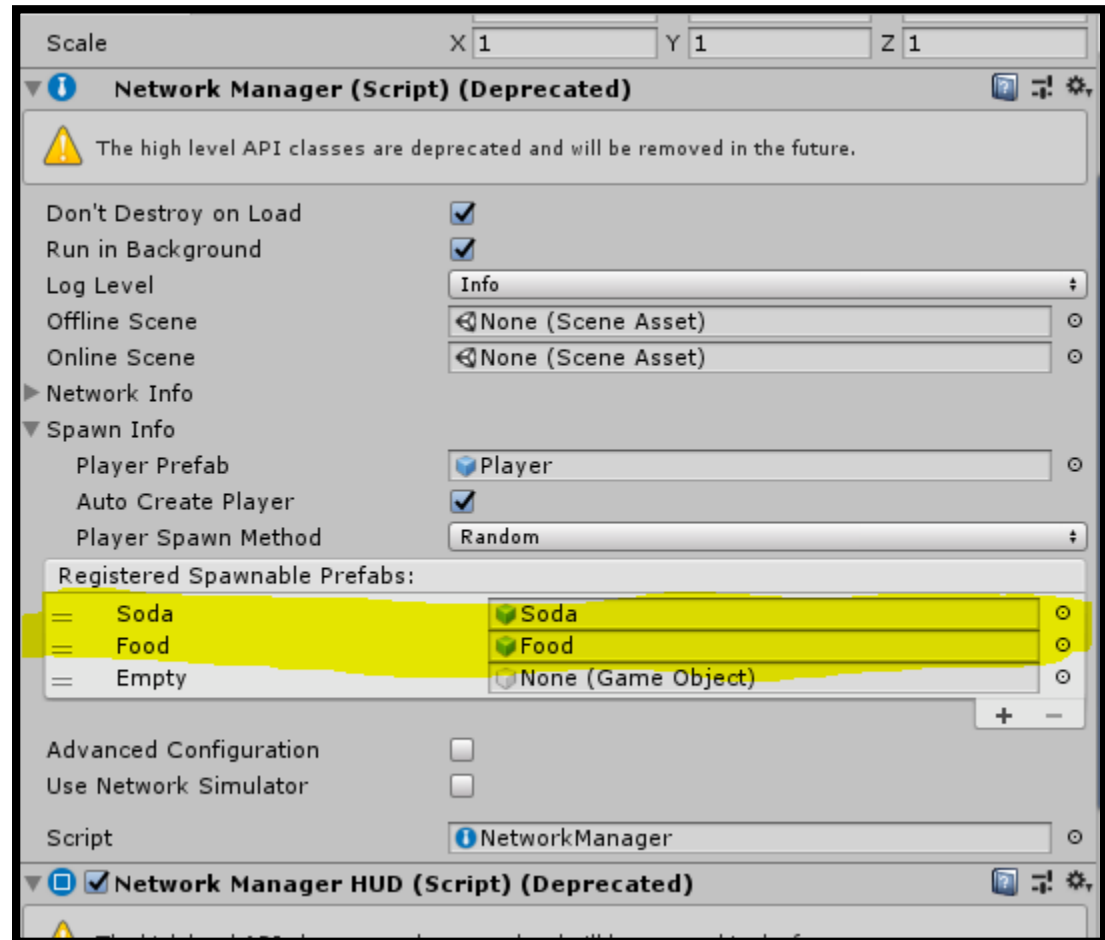 Scale X 1 Y 1 Z 1
Network Manager (Script) (Deprecated)
The high level API classes are deprecated and will be removed in the future.
Don't Destroy on Load
Run in Background
Log Level Info
Offline Scene None (Scene Asset)
Online Scene None (Scene Asset)
Network Info
Spawn Info
Player Prefab Player
Auto Create Player
Player Spawn Method Random
Registered Spawnable Prefabs:
Soda Soda
Food Food
Empty None (Game Object)
+ −
Advanced Configuration
Use Network Simulator
Script NetworkManager
Network Manager HUD (Script) (Deprecated)